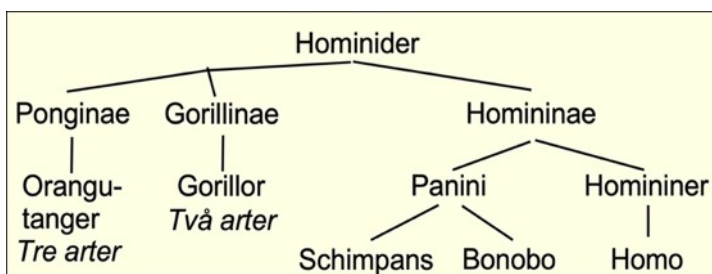 Hominider
Ponginae Gorillinae Homininae
Orangu-
tanger
Tre arter
Gorillor
Två arter
Panini Homininer
Schimpans Bonobo Homo